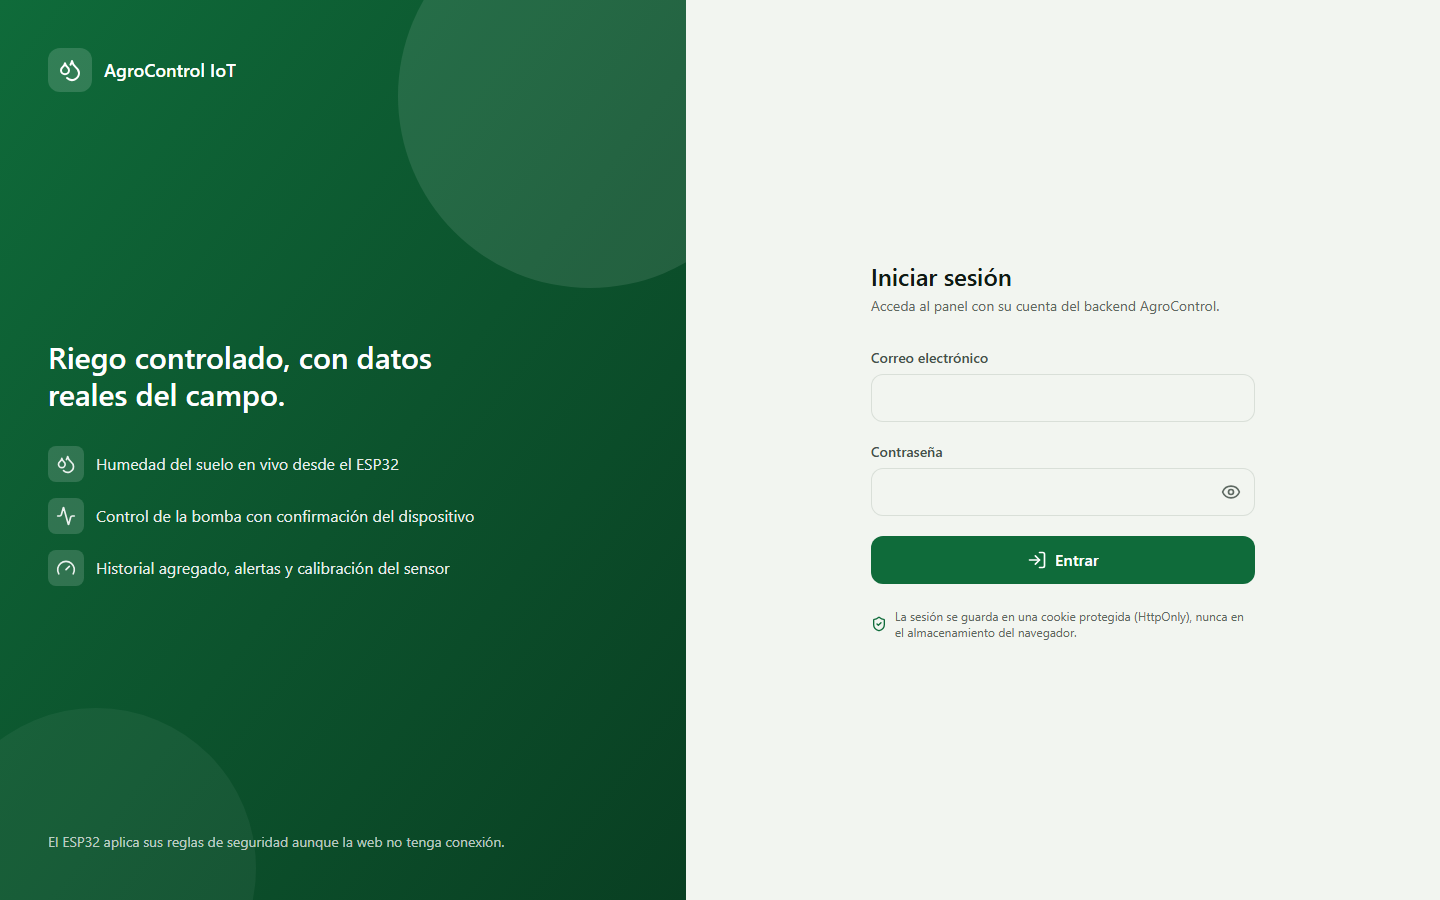 AgroControl IoT
Riego controlado, con datos
reales del campo.
Humedad del suelo en vivo desde el ESP32
Control de la bomba con confirmación del dispositivo
Historial agregado, alertas y calibración del sensor
El ESP32 aplica sus reglas de seguridad aunque la web no tenga conexión.
Iniciar sesión
Acceda al panel con su cuenta del backend AgroControl.
Correo electrónico
Contraseña
Entrar
La sesión se guarda en una cookie protegida (HttpOnly), nunca en
el almacenamiento del navegador.